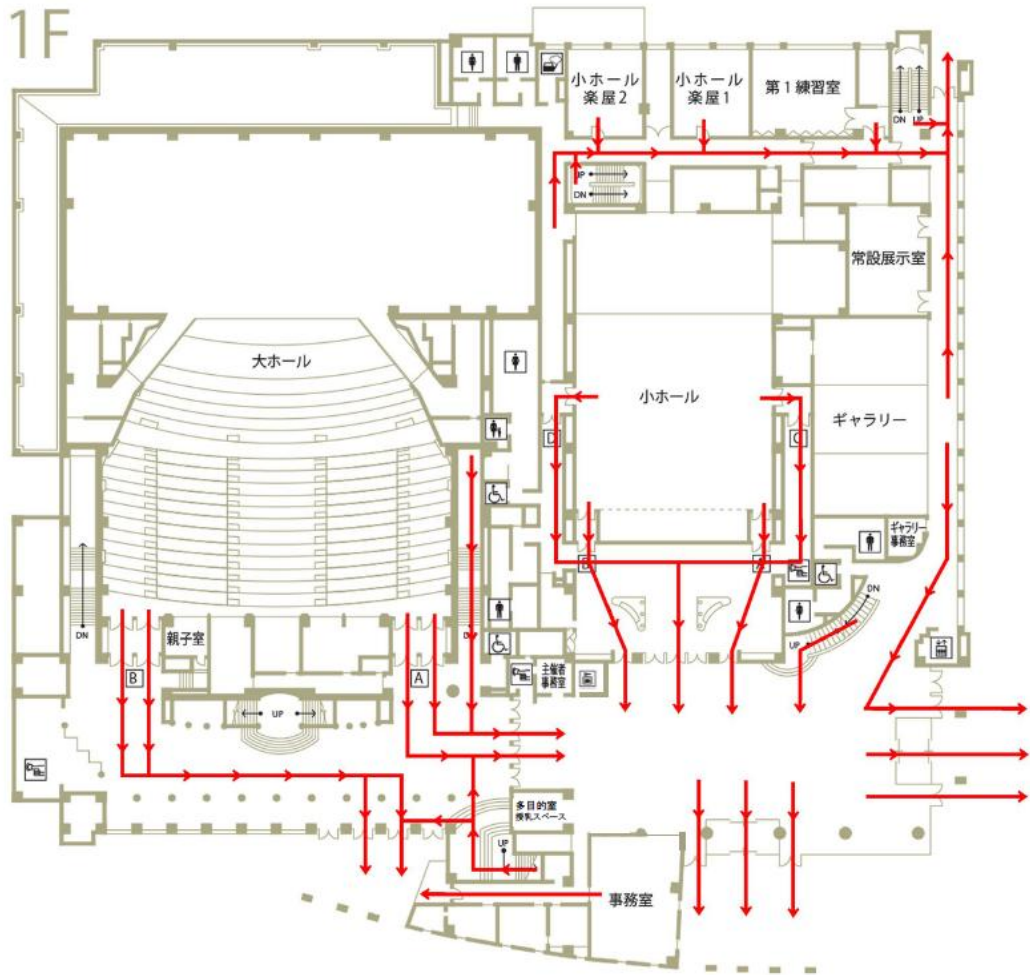 1F
小ホール
楽屋2
小ホール
楽屋1
第1練習室
DN UP
UP
DN
常設展示室
大ホール
小ホール
ギャラリー
D
C
ギャラリー
事務室
B
A
DN
UP
DN
DN
親子室
B
A
UP
主催者
事務室
多目的室
授乳スペース
UP
事務室